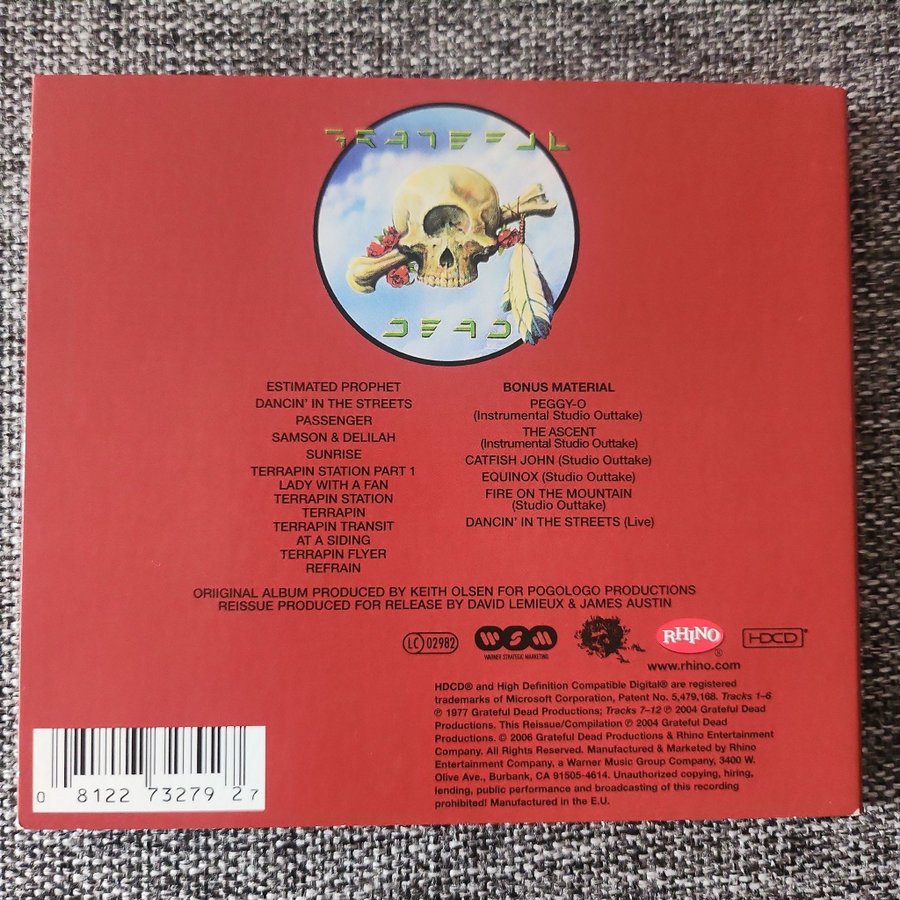 GRATEFUL
DEAD
ESTIMATED PROPHET
DANCIN' IN THE STREETS
PASSENGER
SAMSON & DELILAH
SUNRISE
TERRAPIN STATION PART 1
LADY WITH A FAN
TERRAPIN STATION
TERRAPIN
TERRAPIN TRANSIT
AT A SIDING
TERRAPIN FLYER
REFRAIN
BONUS MATERIAL
PEGGY-O
(Instrumental Studio Outtake)
THE ASCENT
(Instrumental Studio Outtake)
CATFISH JOHN (Studio Outtake)
EQUINOX (Studio Outtake)
FIRE ON THE MOUNTAIN
(Studio Outtake)
DANCIN' IN THE STREETS (Live)
ORIIGINAL ALBUM PRODUCED BY KEITH OLSEN FOR POGOLOGO PRODUCTIONS
REISSUE PRODUCED FOR RELEASE BY DAVID LEMIEUX & JAMES AUSTIN
LC 02982
WSM
WARNER STRATEGIC MARKETING
RHINO ®
HDCD®
www.rhino.com
HDCD® and High Definition Compatible Digital® are registered
trademarks of Microsoft Corporation, Patent No. 5,479,168. Tracks 1–6
℗ 1977 Grateful Dead Productions; Tracks 7–12 ℗ 2004 Grateful Dead
Productions. This Reissue/Compilation ℗ 2004 Grateful Dead
Productions. © 2006 Grateful Dead Productions & Rhino Entertainment
Company. All Rights Reserved. Manufactured & Marketed by Rhino
Entertainment Company, a Warner Music Group Company, 3400 W.
Olive Ave., Burbank, CA 91505-4614. Unauthorized copying, hiring,
lending, public performance and broadcasting of this recording
prohibited! Manufactured in the E.U.
0 81227 32792 7